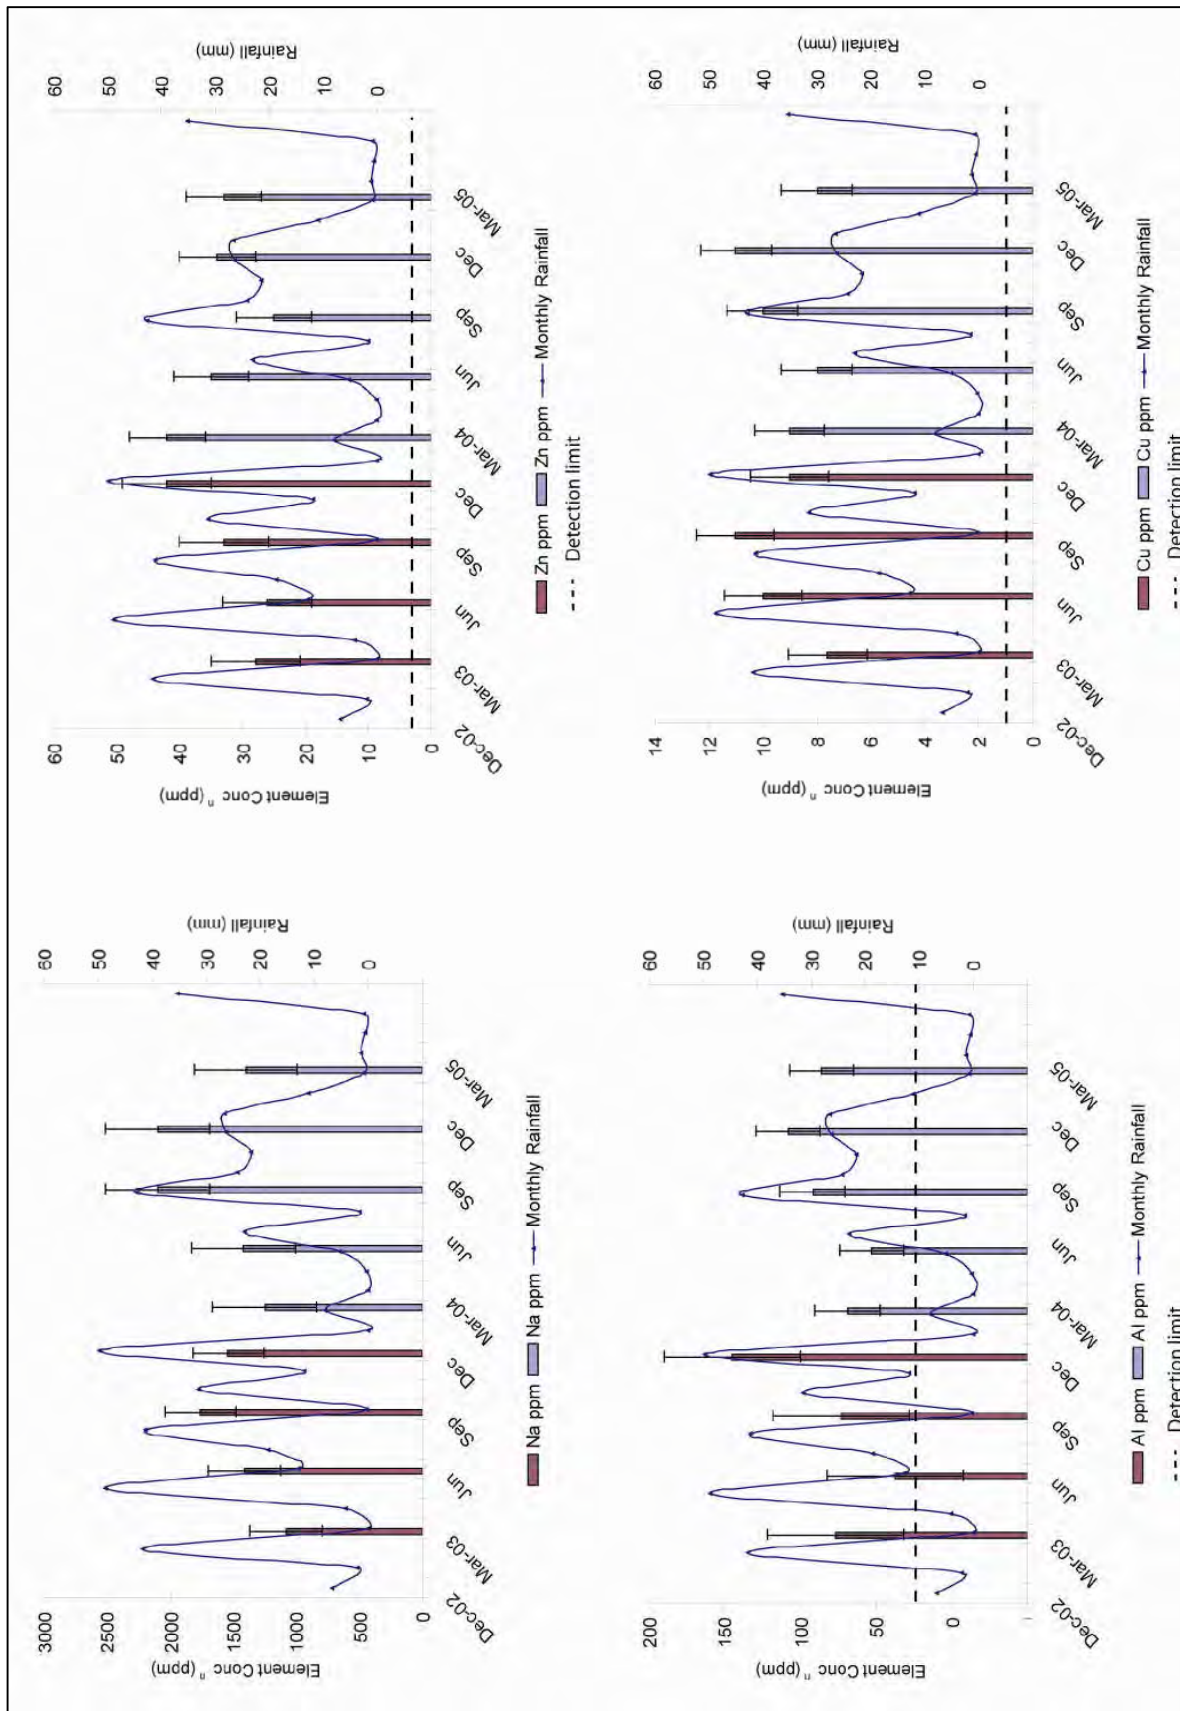 3000
2500
2000
1500
1000
500
0
Element Conc n (ppm)
60
50
40
30
20
10
0
Rainfall (mm)
Dec-02
Mar-03
Jun
Sep
Dec
Mar-04
Jun
Sep
Dec
Mar-05
Na ppm
Na ppm
Monthly Rainfall
60
50
40
30
20
10
0
Element Conc n (ppm)
60
50
40
30
20
10
0
Rainfall (mm)
Dec-02
Mar-03
Jun
Sep
Dec
Mar-04
Jun
Sep
Dec
Mar-05
Zn ppm
Zn ppm
Monthly Rainfall
Detection limit
200
150
100
50
0
Element Conc n (ppm)
60
50
40
30
20
10
0
Rainfall (mm)
Dec-02
Mar-03
Jun
Sep
Dec
Mar-04
Jun
Sep
Dec
Mar-05
Al ppm
Al ppm
Monthly Rainfall
Detection limit
14
12
10
8
6
4
2
0
Element Conc n (ppm)
60
50
40
30
20
10
0
Rainfall (mm)
Dec-02
Mar-03
Jun
Sep
Dec
Mar-04
Jun
Sep
Dec
Mar-05
Cu ppm
Cu ppm
Monthly Rainfall
Detection limit